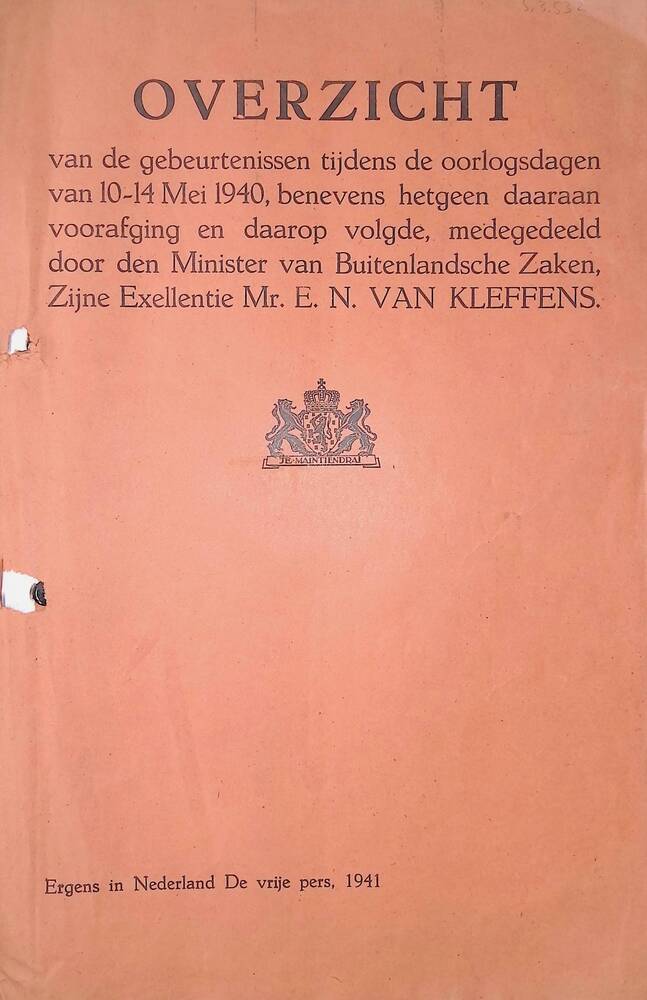 OVERZICHT
van de gebeurtenissen tijdens de oorlogsdagen
van 10-14 Mei 1940, benevens hetgeen daaraan
voorafging en daarop volgde, medegedeeld
door den Minister van Buitenlandsche Zaken,
Zijne Exellentie Mr. E. N. VAN KLEFFENS.
JE·MAINTIENDRAI
Ergens in Nederland De vrije pers, 1941